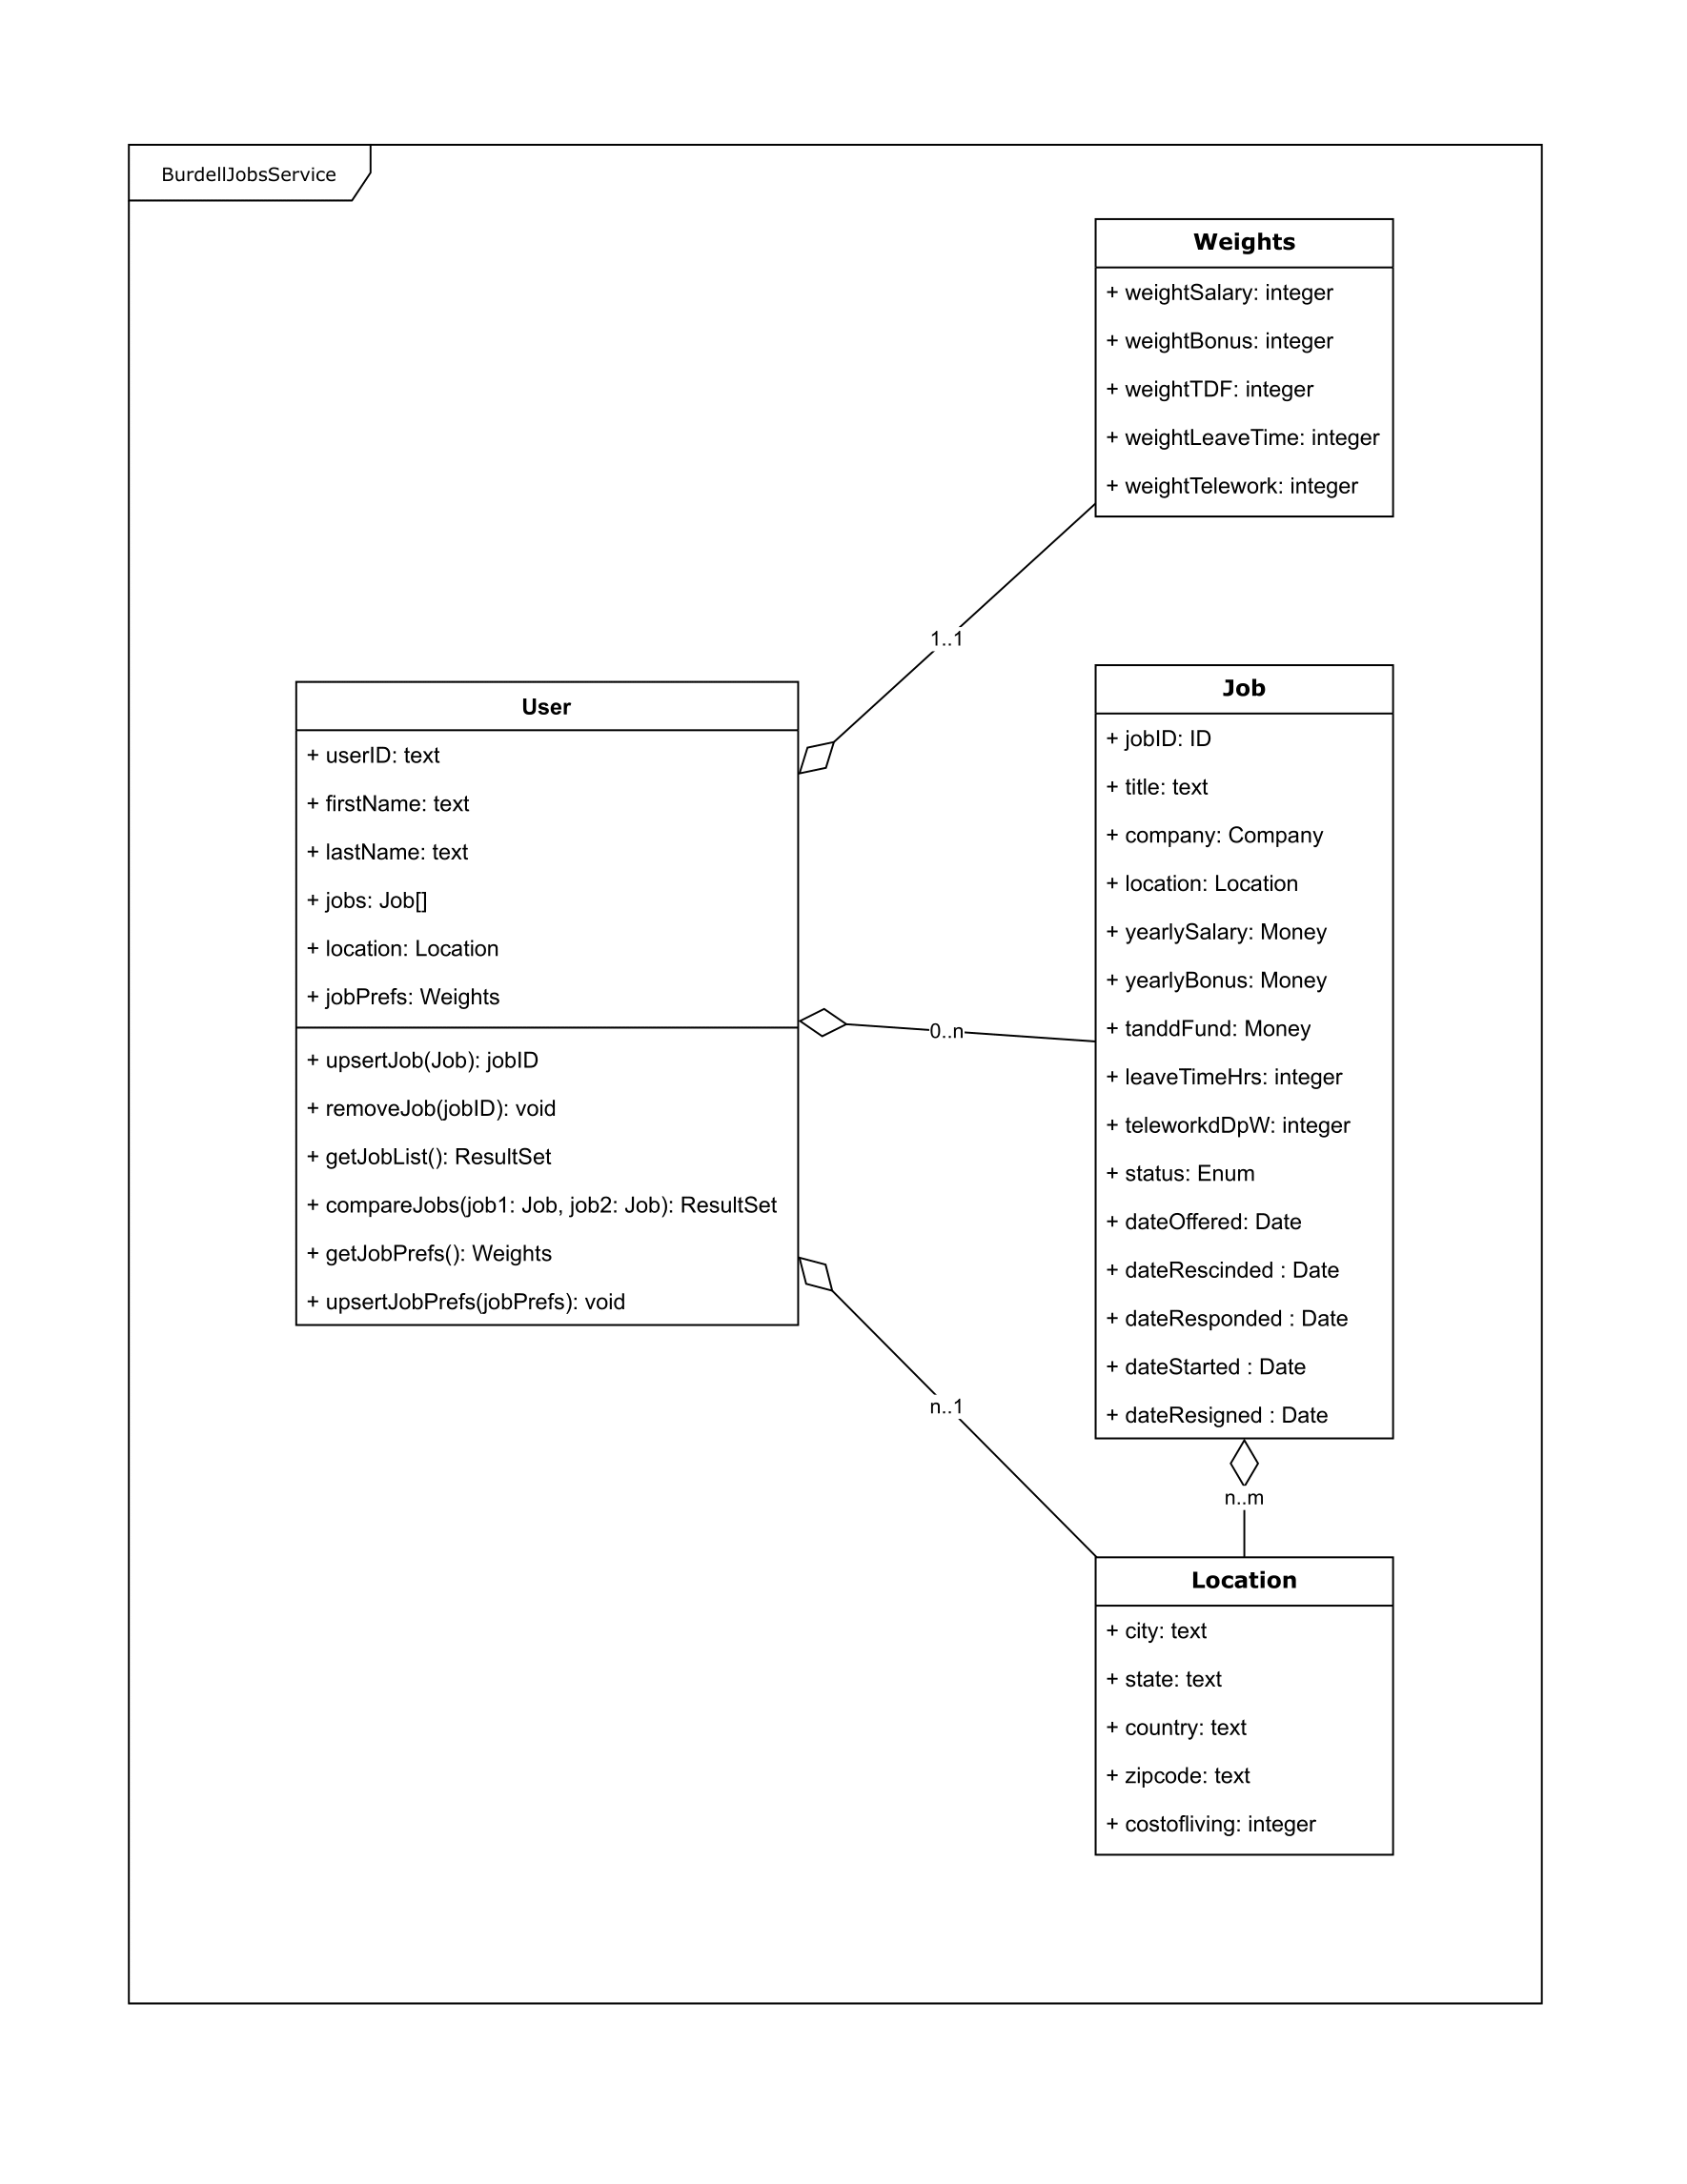 BurdellJobsService
Weights
+ weightSalary: integer
+ weightBonus: integer
+ weightTDF: integer
+ weightLeaveTime: integer
+ weightTelework: integer
1..1
User
+ userID: text
+ firstName: text
+ lastName: text
+ jobs: Job[]
+ location: Location
+ jobPrefs: Weights
+ upsertJob(Job): jobID
+ removeJob(jobID): void
+ getJobList(): ResultSet
+ compareJobs(job1: Job, job2: Job): ResultSet
+ getJobPrefs(): Weights
+ upsertJobPrefs(jobPrefs): void
0..n
Job
+ jobID: ID
+ title: text
+ company: Company
+ location: Location
+ yearlySalary: Money
+ yearlyBonus: Money
+ tanddFund: Money
+ leaveTimeHrs: integer
+ teleworkdDpW: integer
+ status: Enum
+ dateOffered: Date
+ dateRescinded : Date
+ dateResponded : Date
+ dateStarted : Date
+ dateResigned : Date
n..1
n..m
Location
+ city: text
+ state: text
+ country: text
+ zipcode: text
+ costofliving: integer